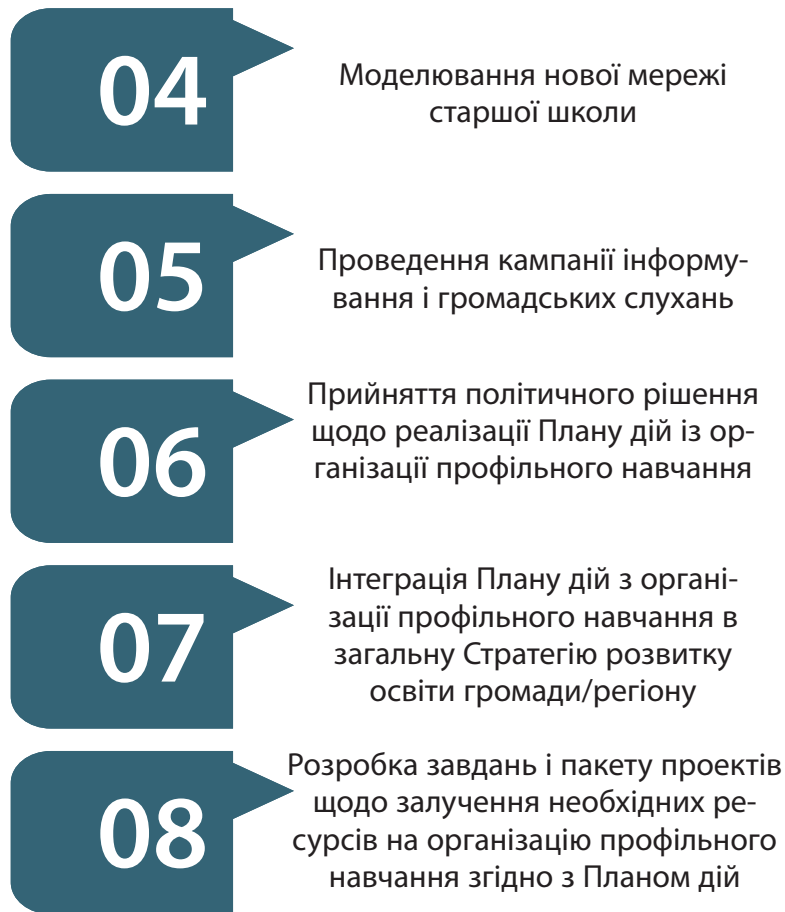 04
Моделювання нової мережі
старшої школи
05
Проведення кампанії інформу-
вання і громадських слухань
06
Прийняття політичного рішення
щодо реалізації Плану дій із ор-
ганізації профільного навчання
07
Інтеграція Плану дій з органі-
зації профільного навчання в
загальну Стратегію розвитку
освіти громади/регіону
08
Розробка завдань і пакету проектів
щодо залучення необхідних ре-
сурсів на організацію профільного
навчання згідно з Планом дій